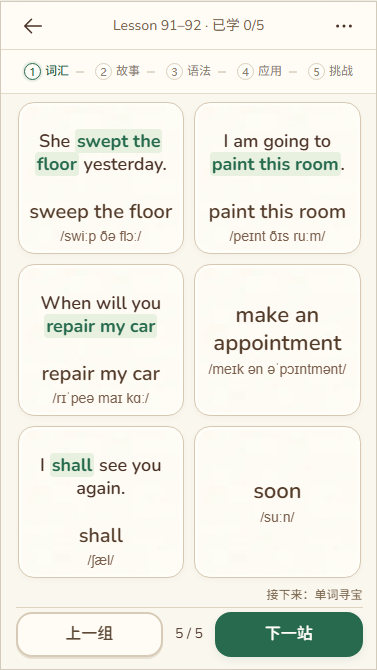 Lesson 91–92 · 已学 0/5
1 词汇 – 2 故事 – 3 语法 – 4 应用 – 5 挑战
She swept the
floor yesterday.
sweep the floor
/swiːp ðə flɔː/
I am going to
paint this room.
paint this room
/peɪnt ðɪs ruːm/
When will you
repair my car
repair my car
/rɪˈpeə maɪ kɑː/
make an
appointment
/meɪk ən əˈpɔɪntmənt/
I shall see you
again.
shall
/ʃæl/
soon
/suːn/
接下来：单词寻宝
上一组 5 / 5 下一站